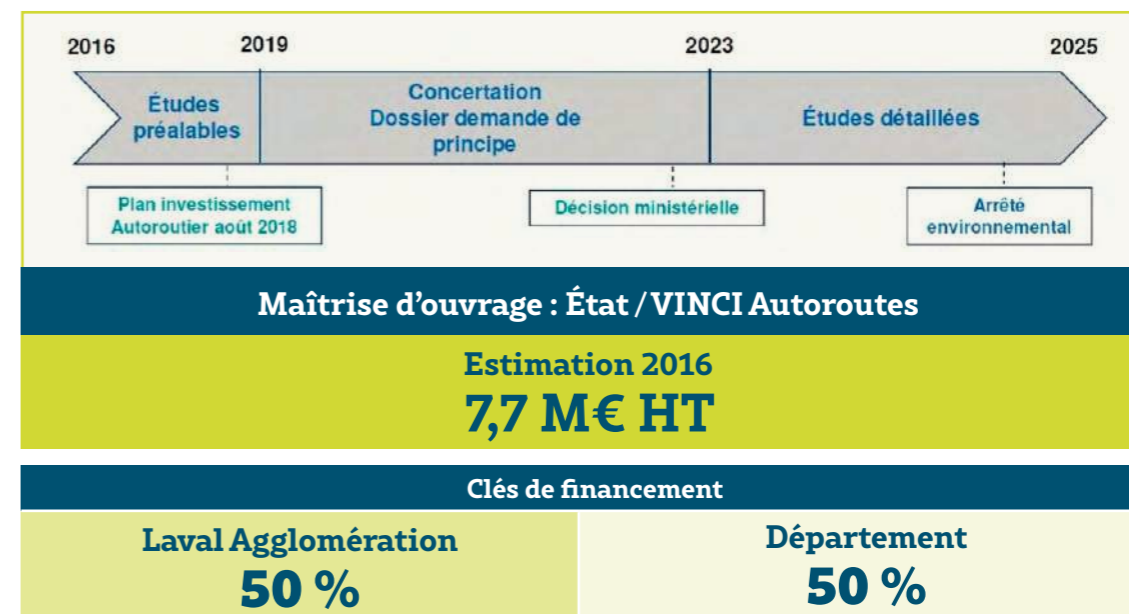 2016 2019 2023 2025
Études
préalables
Concertation
Dossier demande de
principe
Études détaillées
Plan investissement
Autoroutier août 2018
Décision ministérielle
Arrêté
environnemental
Maîtrise d'ouvrage : État / VINCI Autoroutes
Estimation 2016
7,7 M€ HT
Clés de financement
Laval Agglomération
50 %
Département
50 %